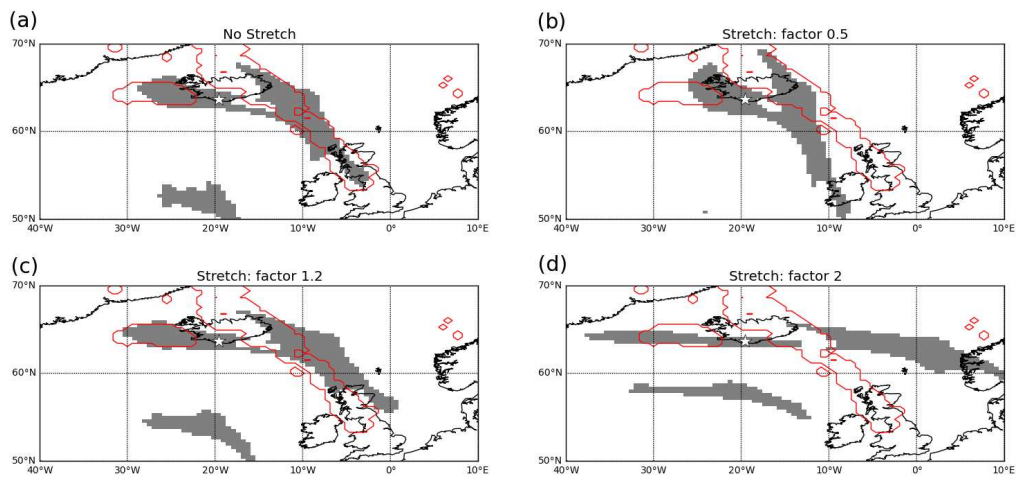 (a)
No Stretch
70°N
60°N
50°N
40°W 30°W 20°W 10°W 0° 10°E
(b)
Stretch: factor 0.5
70°N
60°N
50°N
40°W 30°W 20°W 10°W 0° 10°E
(c)
Stretch: factor 1.2
70°N
60°N
50°N
40°W 30°W 20°W 10°W 0° 10°E
(d)
Stretch: factor 2
70°N
60°N
50°N
40°W 30°W 20°W 10°W 0° 10°E